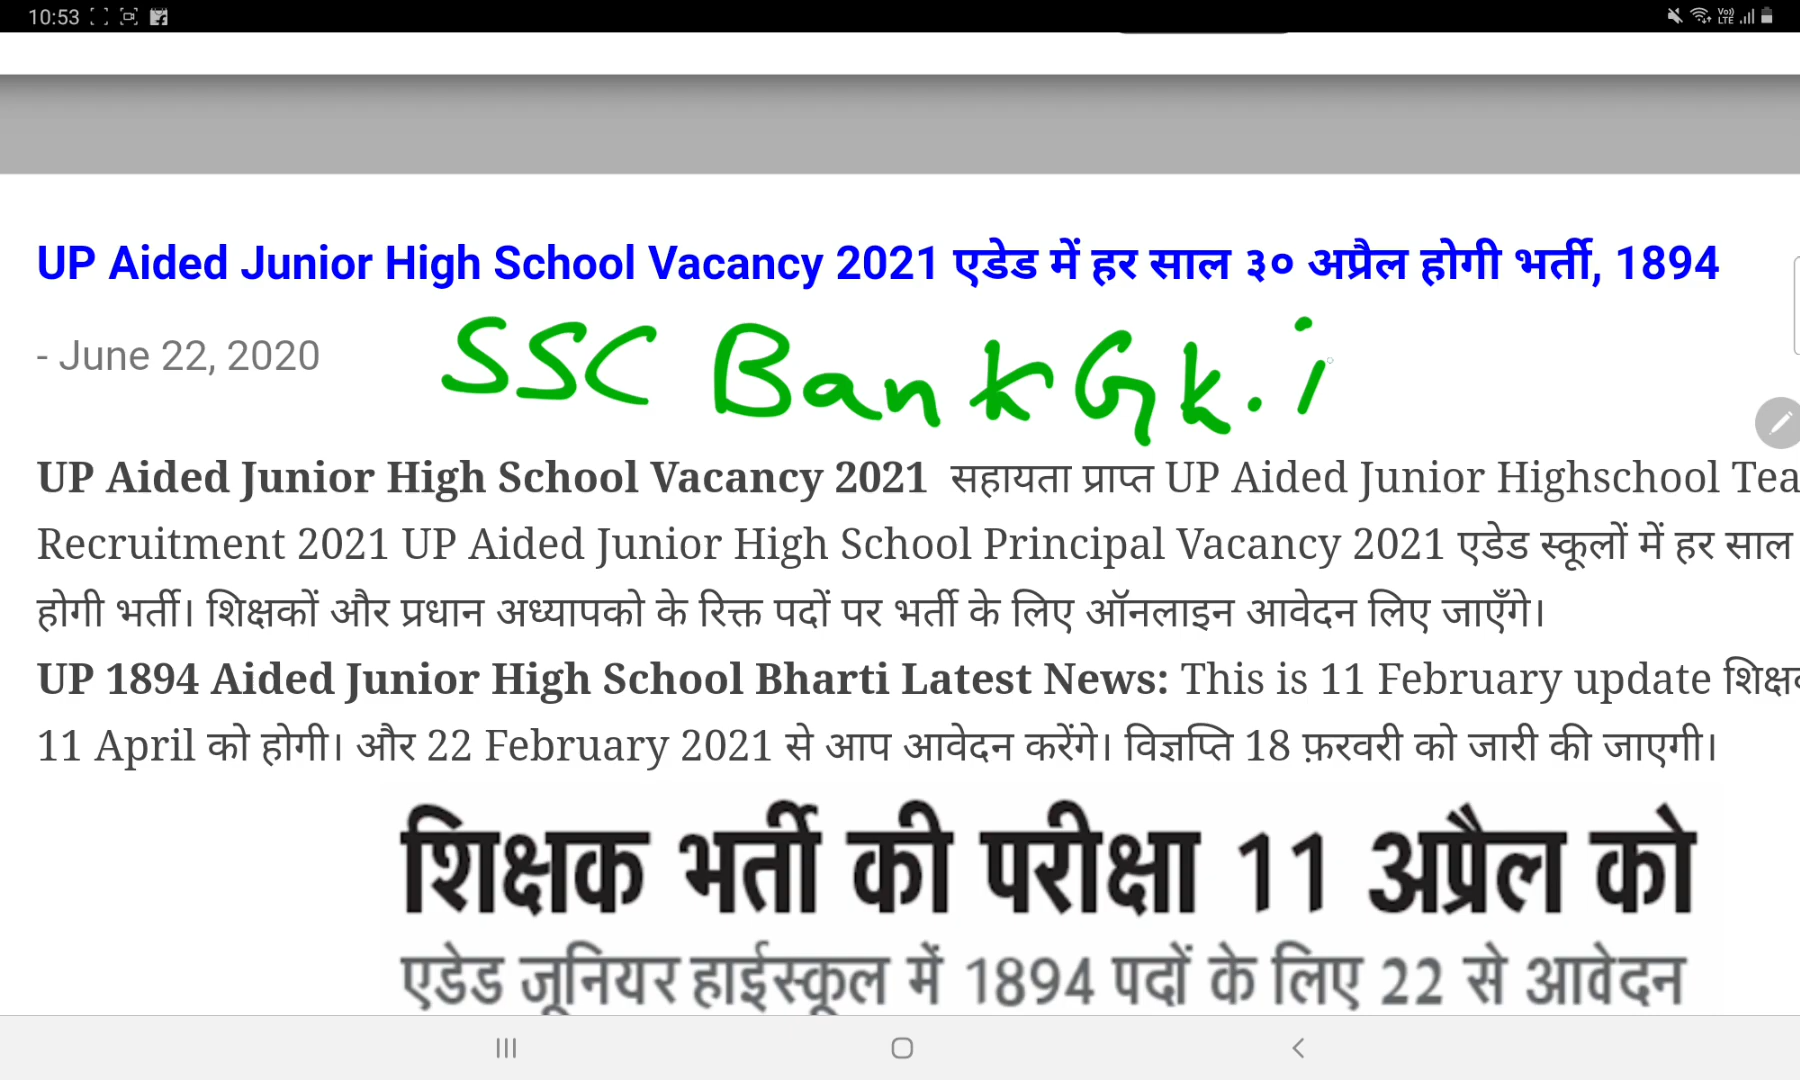 10:53
UP Aided Junior High School Vacancy 2021 एडेड में हर साल ३० अप्रैल होगी भर्ती, 1894
- June 22, 2020
SSC BankGk.i
UP Aided Junior High School Vacancy 2021 सहायता प्राप्त UP Aided Junior Highschool Tea
Recruitment 2021 UP Aided Junior High School Principal Vacancy 2021 एडेड स्कूलों में हर साल
होगी भर्ती। शिक्षकों और प्रधान अध्यापको के रिक्त पदों पर भर्ती के लिए ऑनलाइन आवेदन लिए जाएँगे।
UP 1894 Aided Junior High School Bharti Latest News: This is 11 February update शिक्षक
11 April को होगी। और 22 February 2021 से आप आवेदन करेंगे। विज्ञप्ति 18 फ़रवरी को जारी की जाएगी।
शिक्षक भर्ती की परीक्षा 11 अप्रैल को
एडेड जूनियर हाईस्कूल में 1894 पदों के लिए 22 से आवेदन